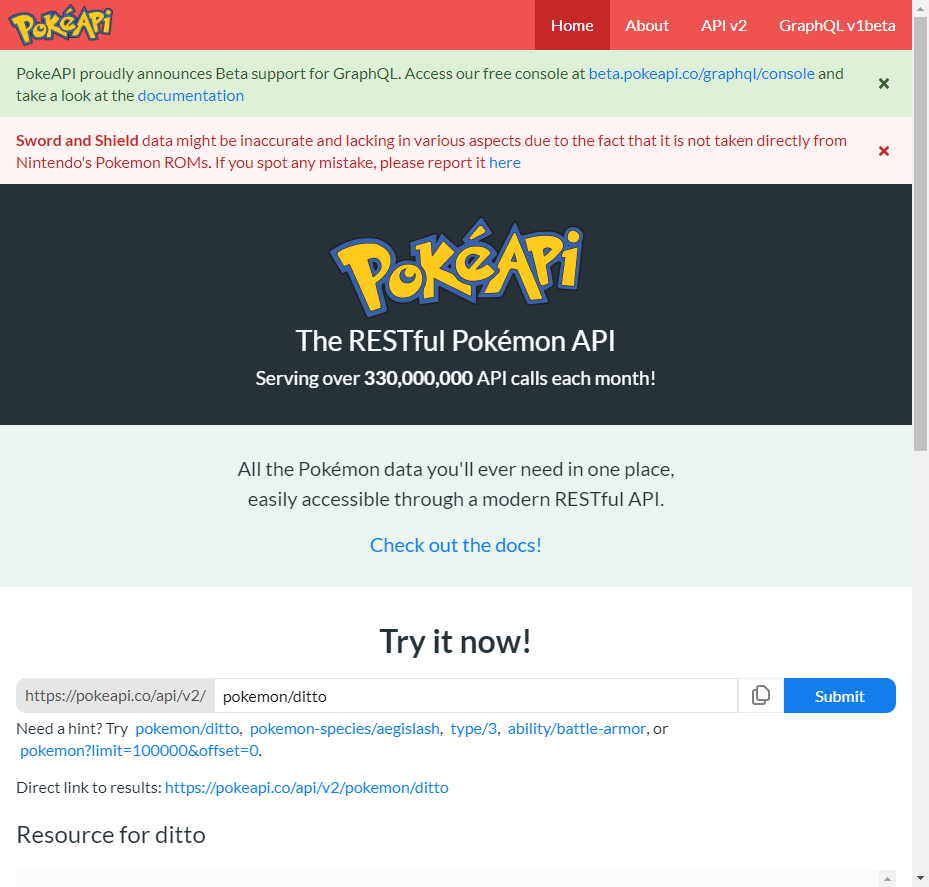 PokéApi
Home About API v2 GraphQL v1beta
PokeAPI proudly announces Beta support for GraphQL. Access our free console at beta.pokeapi.co/graphql/console and
take a look at the documentation
Sword and Shield data might be inaccurate and lacking in various aspects due to the fact that it is not taken directly from
Nintendo's Pokemon ROMs. If you spot any mistake, please report it here
PokéApi
The RESTful Pokémon API
Serving over 330,000,000 API calls each month!
All the Pokémon data you'll ever need in one place,
easily accessible through a modern RESTful API.
Check out the docs!
Try it now!
https://pokeapi.co/api/v2/ pokemon/ditto Submit
Need a hint? Try pokemon/ditto, pokemon-species/aegislash, type/3, ability/battle-armor, or
pokemon?limit=100000&offset=0.
Direct link to results: https://pokeapi.co/api/v2/pokemon/ditto
Resource for ditto